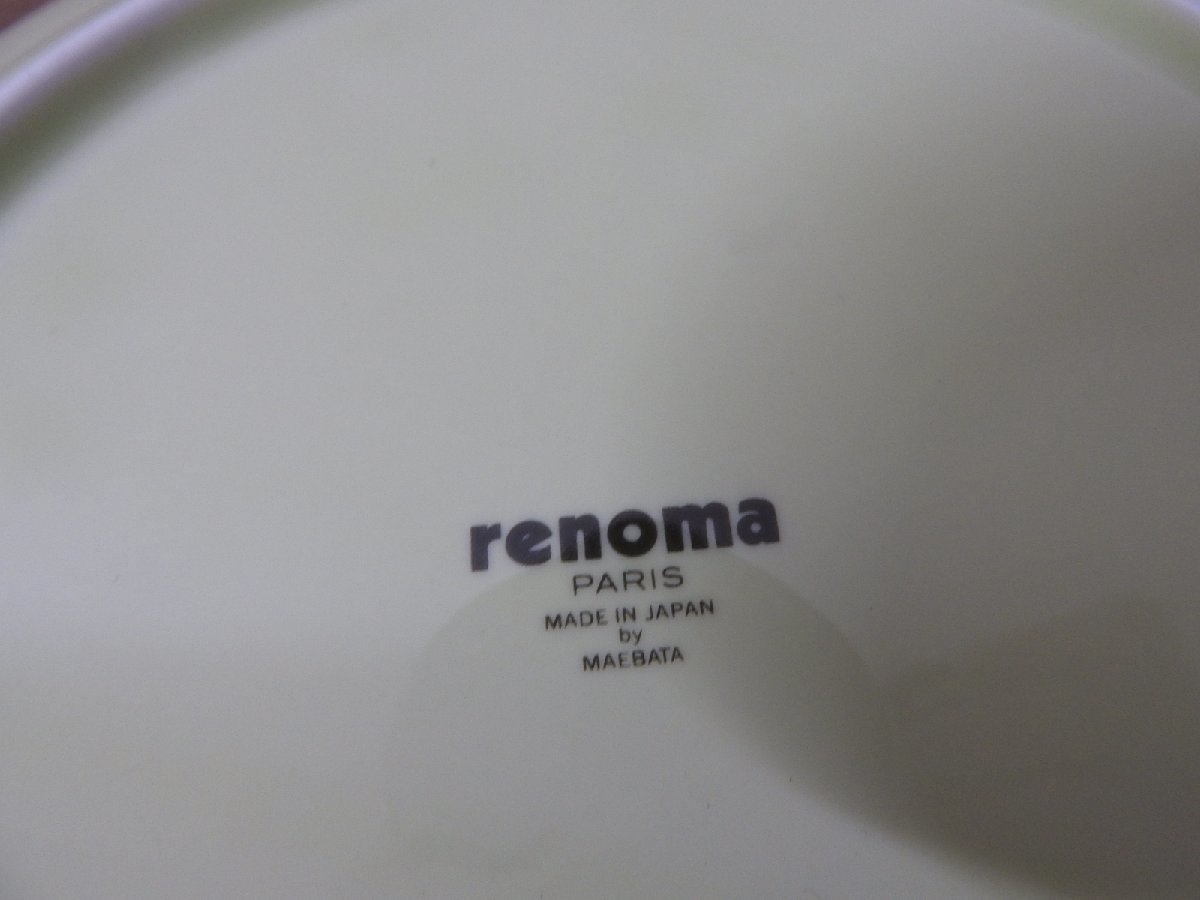 renoma
PARIS
MADE IN JAPAN
by
MAEBATA